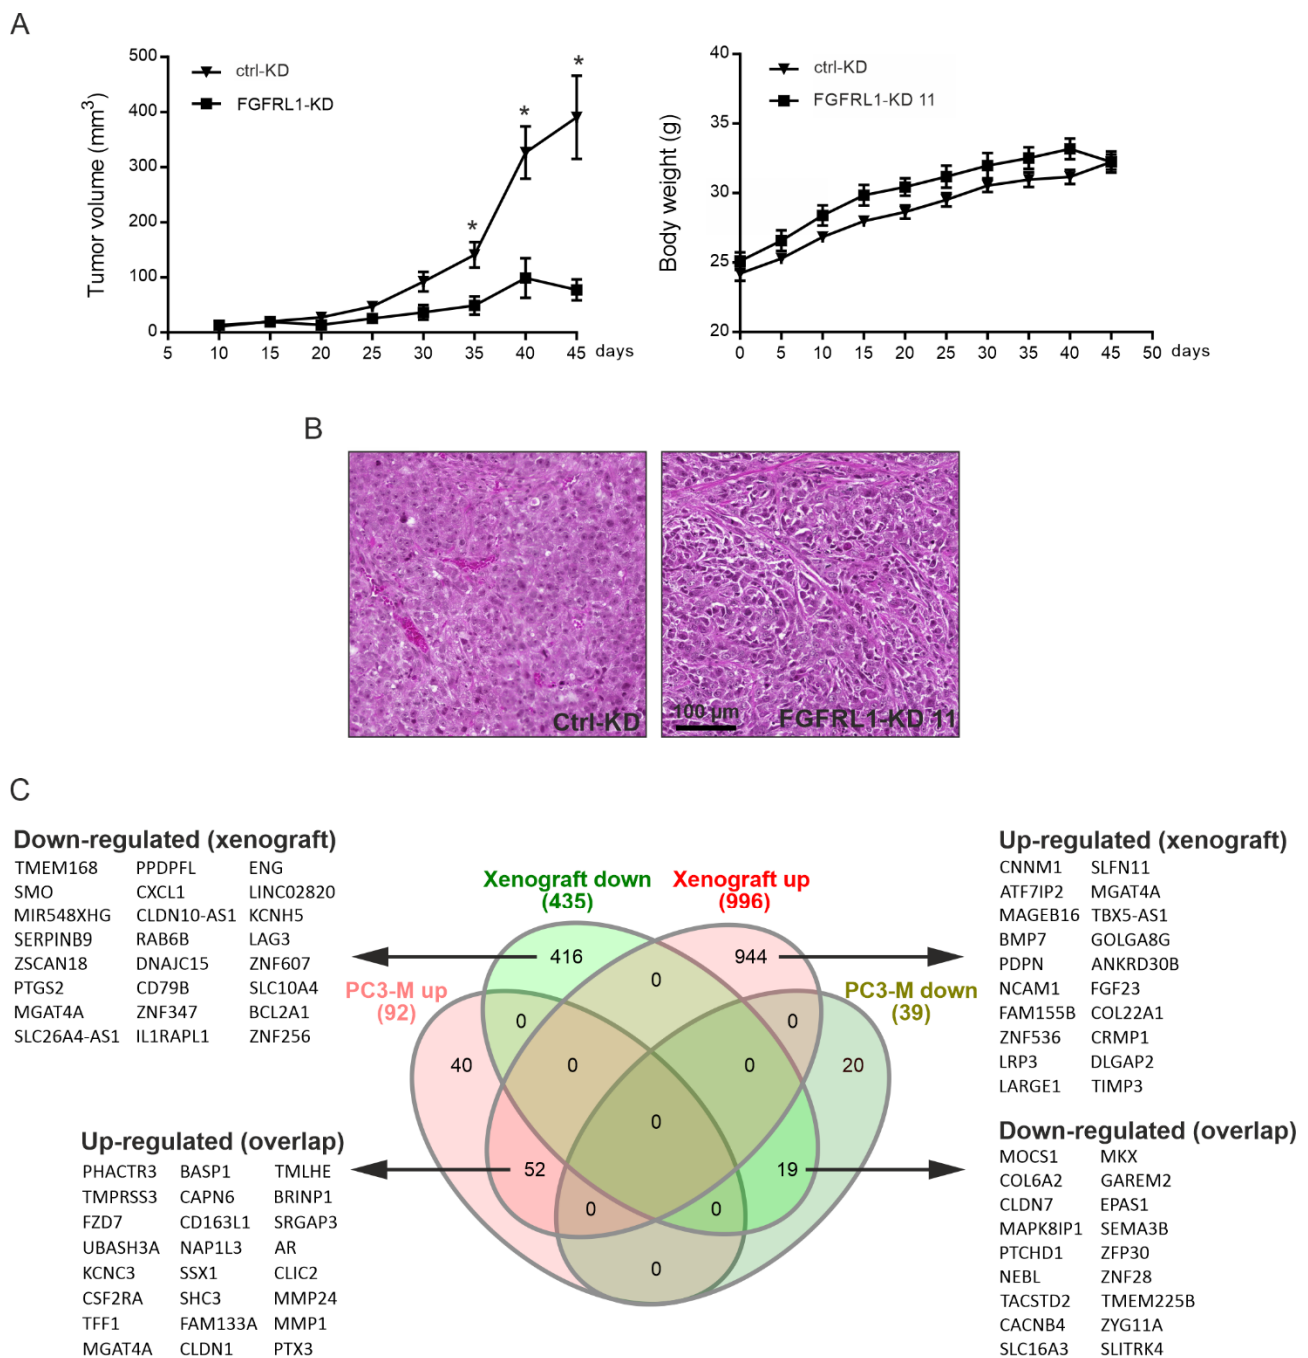 A
500
400
300
200
100
0
Tumor volume (mm³)
ctrl-KD
FGFRL1-KD
*
*
*
5 10 15 20 25 30 35 40 45 days
40
35
30
25
20
Body weight (g)
ctrl-KD
FGFRL1-KD 11
0 5 10 15 20 25 30 35 40 45 50 days
B
Ctrl-KD
100 µm
FGFRL1-KD 11
C
Down-regulated (xenograft)
TMEM168 PPDPFL ENG
SMO CXCL1 LINC02820
MIR548XHG CLDN10-AS1 KCNH5
SERPINB9 RAB6B LAG3
ZSCAN18 DNAJC15 ZNF607
PTGS2 CD79B SLC10A4
MGAT4A ZNF347 BCL2A1
SLC26A4-AS1 IL1RAPL1 ZNF256
Up-regulated (xenograft)
CNNM1 SLFN11
ATF7IP2 MGAT4A
MAGEB16 TBX5-AS1
BMP7 GOLGA8G
PDPN ANKRD30B
NCAM1 FGF23
FAM155B COL22A1
ZNF536 CRMP1
LRP3 DLGAP2
LARGE1 TIMP3
Xenograft down
(435)
Xenograft up
(996)
PC3-M up
(92)
PC3-M down
(39)
416
0
944
0
0
40
0
0
20
0
52
19
0
0
0
Up-regulated (overlap)
PHACTR3 BASP1 TMLHE
TMPRSS3 CAPN6 BRINP1
FZD7 CD163L1 SRGAP3
UBASH3A NAP1L3 AR
KCNC3 SSX1 CLIC2
CSF2RA SHC3 MMP24
TFF1 FAM133A MMP1
MGAT4A CLDN1 PTX3
Down-regulated (overlap)
MOCS1 MKX
COL6A2 GAREM2
CLDN7 EPAS1
MAPK8IP1 SEMA3B
PTCHD1 ZFP30
NEBL ZNF28
TACSTD2 TMEM225B
CACNB4 ZYG11A
SLC16A3 SLITRK4